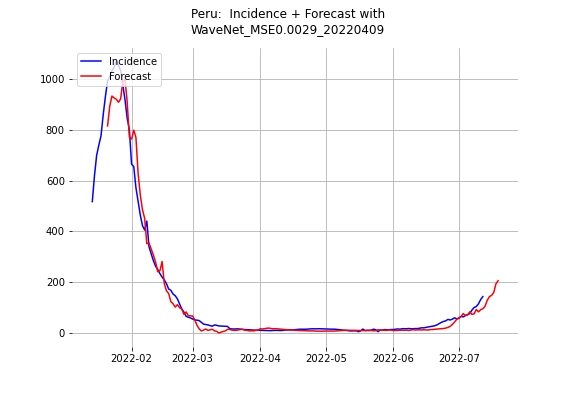 Peru:  Incidence + Forecast with
WaveNet_MSE0.0029_20220409
Incidence
Forecast
1000
800
600
400
200
0
2022-02 2022-03 2022-04 2022-05 2022-06 2022-07